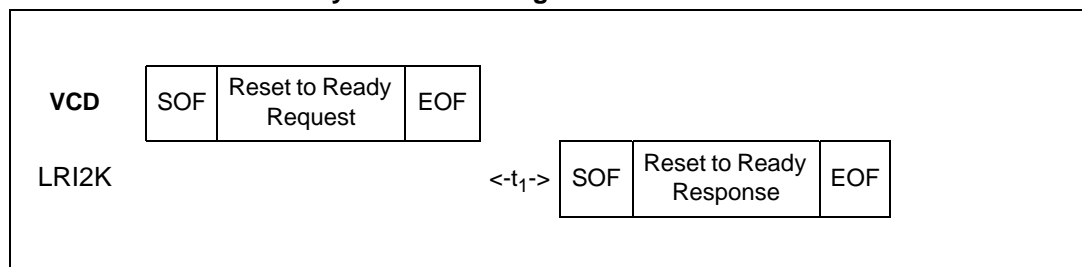 VCD SOF Reset to Ready Request EOF
LRI2K <-t1-> SOF Reset to Ready Response EOF